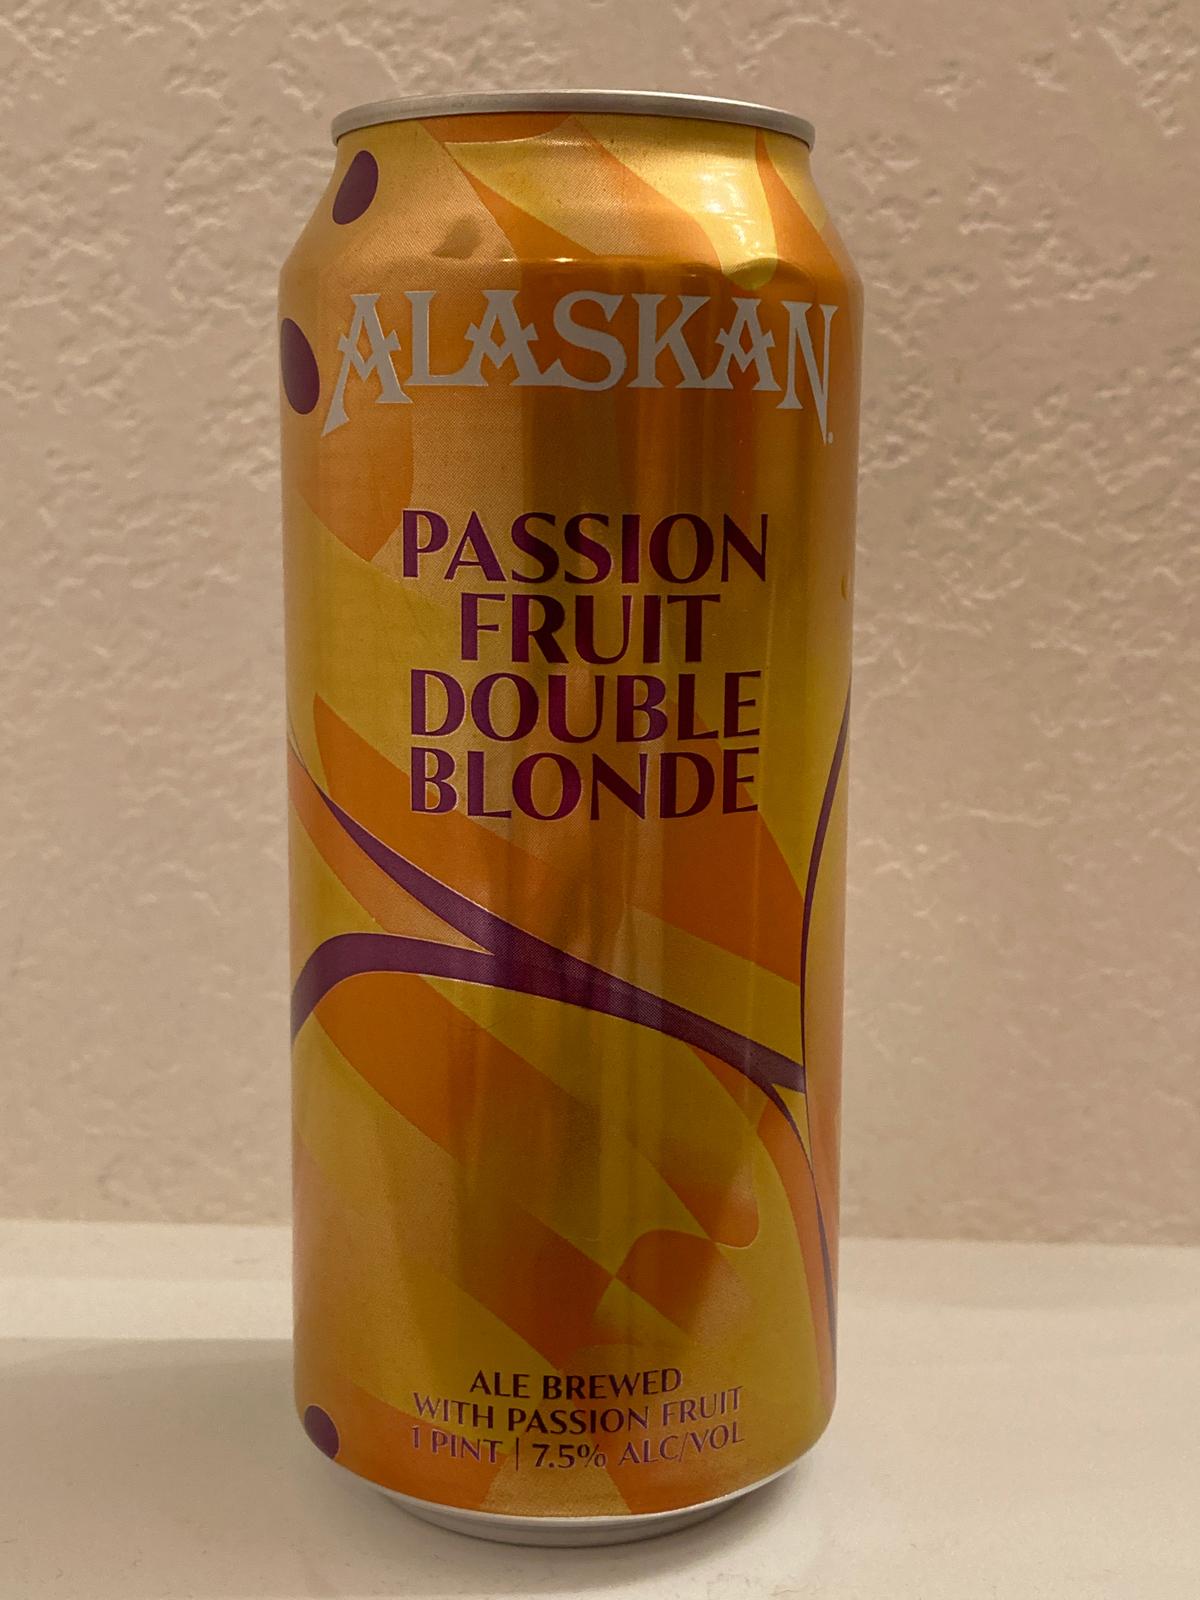 ALASKAN.
PASSION
FRUIT
DOUBLE
BLONDE
ALE BREWED
WITH PASSION FRUIT
1 PINT | 7.5% ALC/VOL